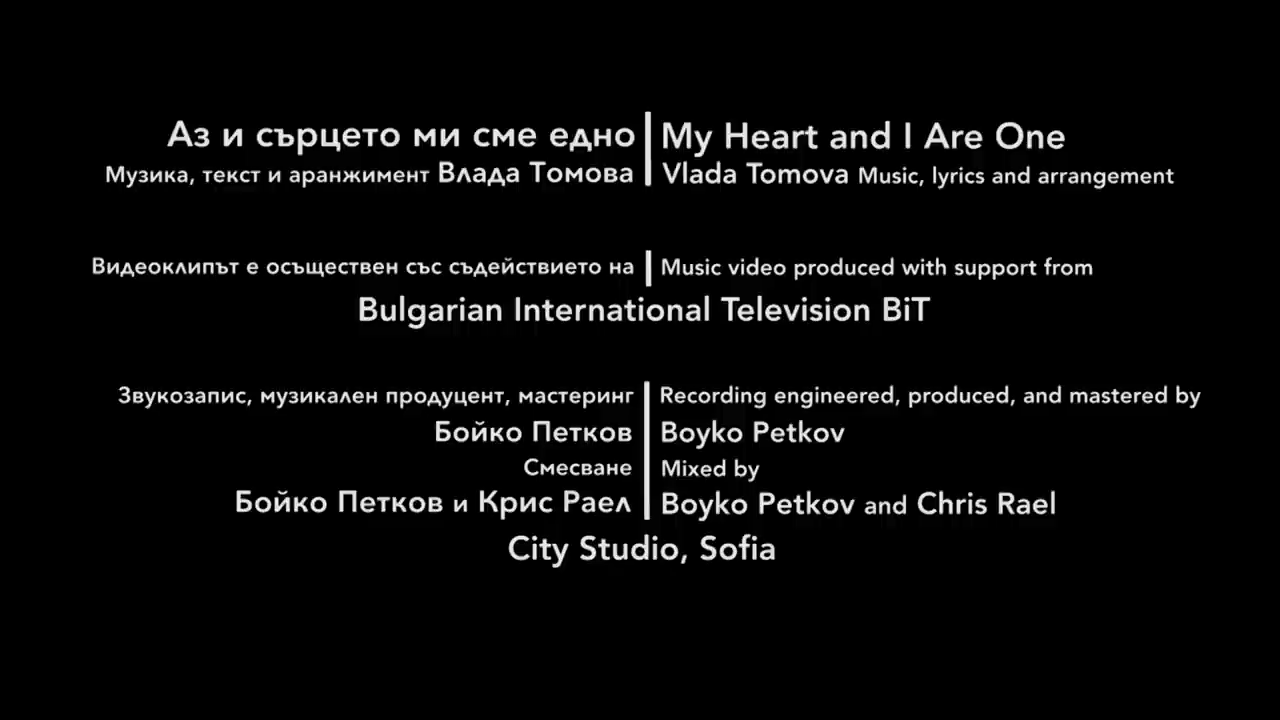 Аз и сърцето ми сме едно | My Heart and I Are One
Музика, текст и аранжимент Влада Томова | Vlada Tomova Music, lyrics and arrangement
Видеоклипът е осъществен със съдействието на | Music video produced with support from
Bulgarian International Television BiT
Звукозапис, музикален продуцент, мастеринг | Recording engineered, produced, and mastered by
Бойко Петков | Boyko Petkov
Смесване | Mixed by
Бойко Петков и Крис Раел | Boyko Petkov and Chris Rael
City Studio, Sofia